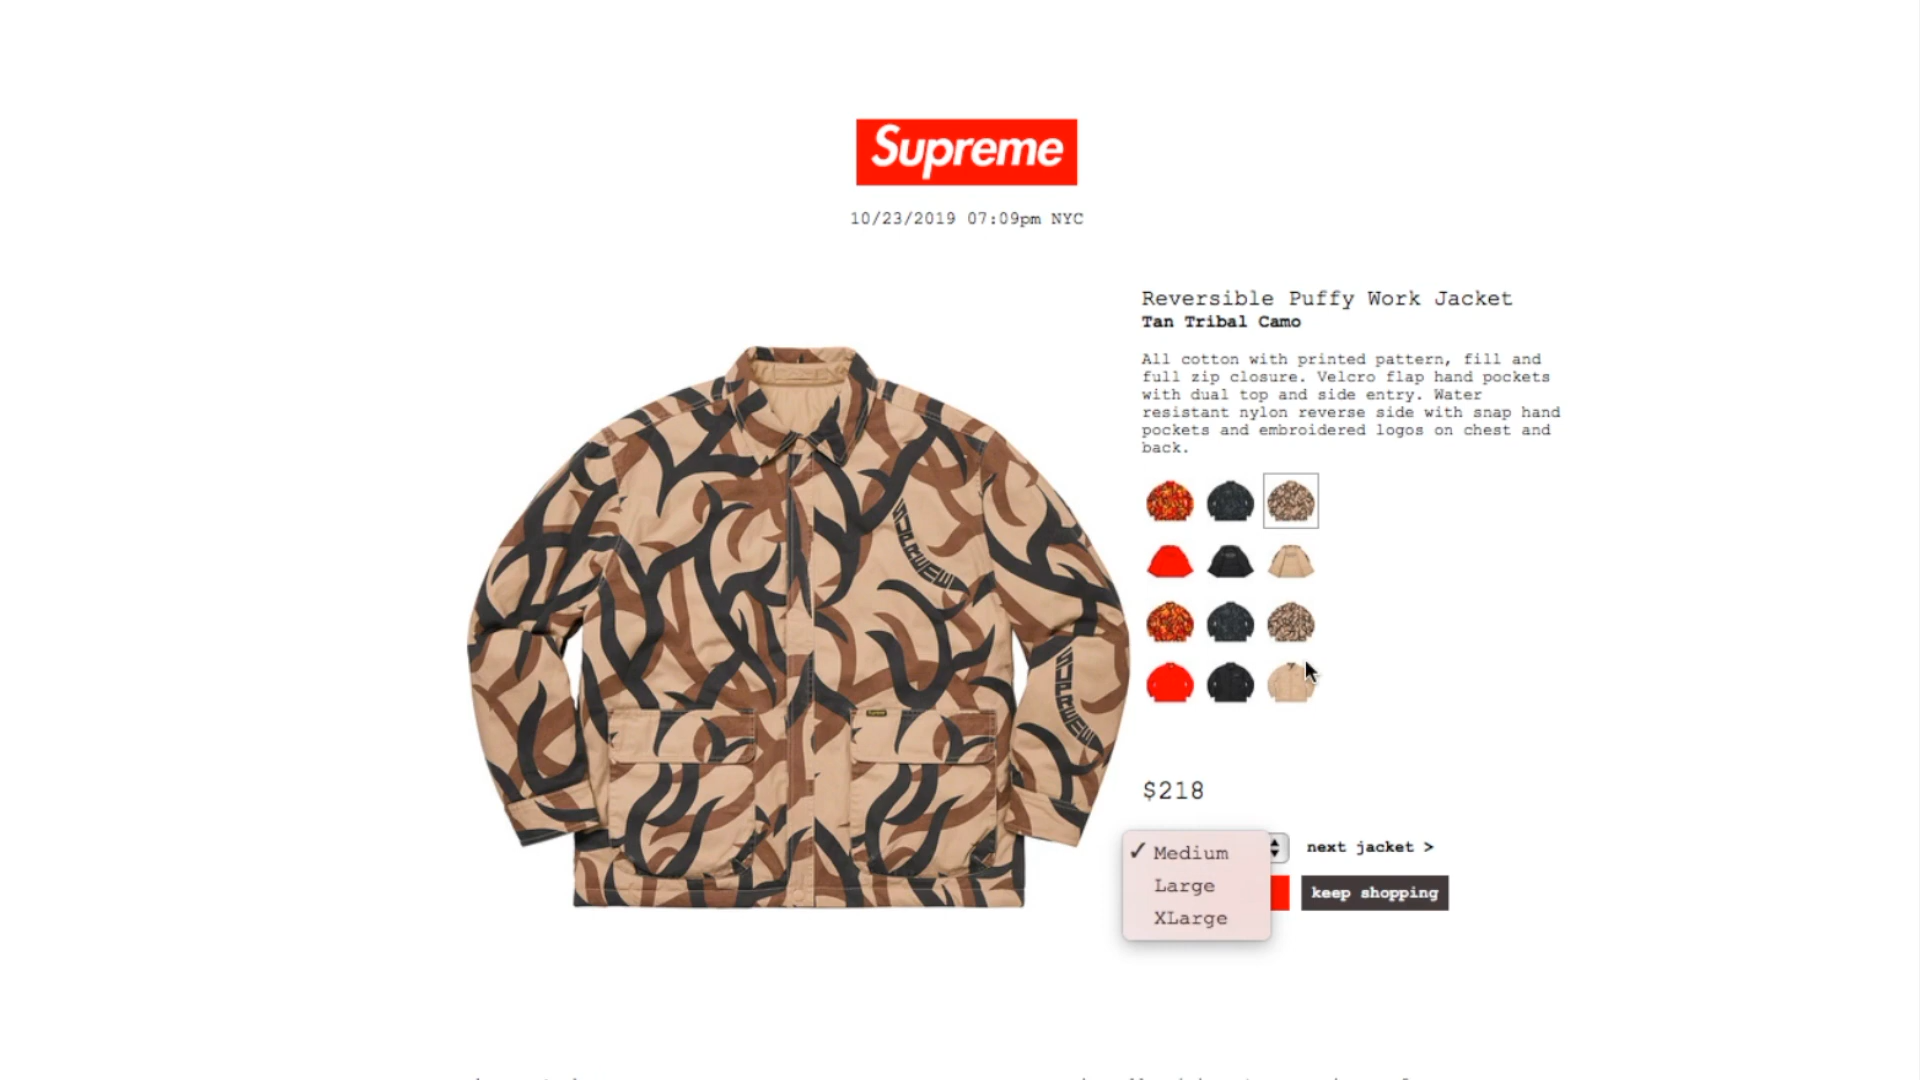 Supreme
10/23/2019 07:09pm NYC
Reversible Puffy Work Jacket
Tan Tribal Camo
All cotton with printed pattern, fill and
full zip closure. Velcro flap hand pockets
with dual top and side entry. Water
resistant nylon reverse side with snap hand
pockets and embroidered logos on chest and
back.
SUPREME
SUPREME
Supreme
$218
✓ Medium
Large
XLarge
next jacket >
keep shopping